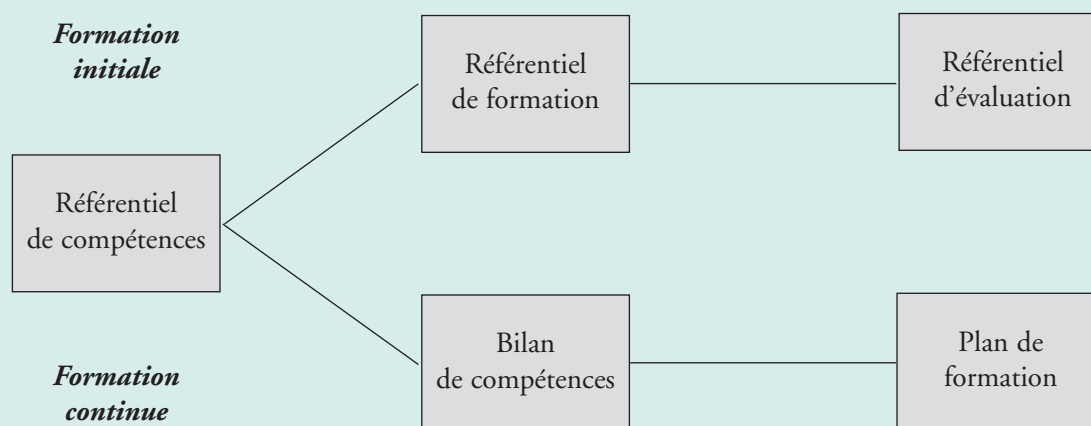 Formation
initiale
Référentiel
de formation
Référentiel
d'évaluation
Référentiel
de compétences
Formation
continue
Bilan
de compétences
Plan de
formation